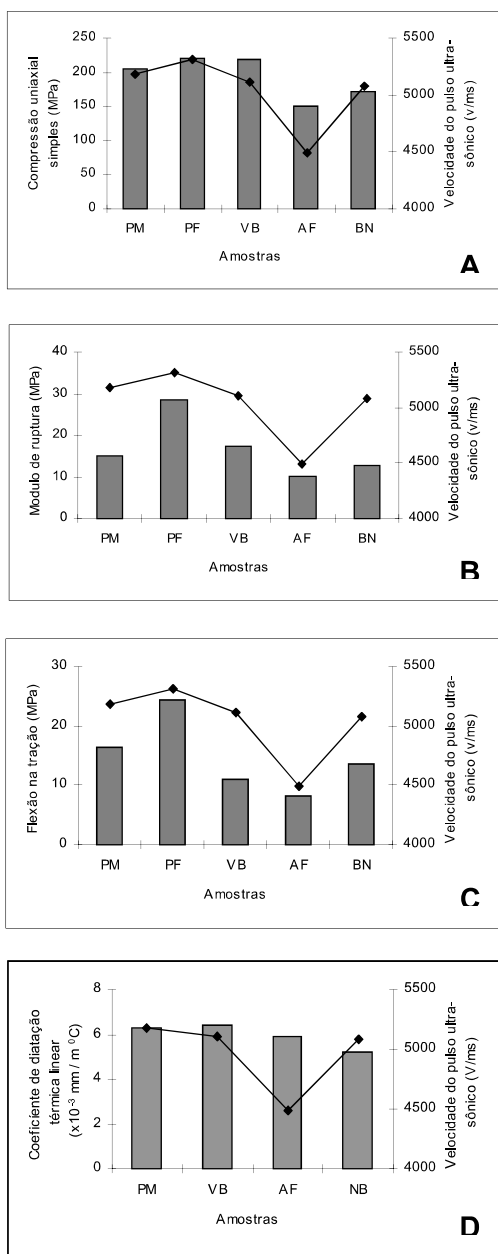 Compressão uniaxial
simples (MPa)
250
200
150
100
50
0
5500
5000
4500
4000
Velocidade do pulso ultra-
sônico (v/ms)
PM PF VB AF BN
Amostras
A
Modulo de ruptura (MPa)
40
30
20
10
0
5500
5000
4500
4000
Velocidade do pulso ultra-
sônico (v/ms)
PM PF VB AF BN
Amostras
B
Flexão na tração (MPa)
30
20
10
0
5500
5000
4500
4000
Velocidade do pulso ultra-
sônico (v/ms)
PM PF VB AF BN
Amostras
C
Coeficiente de diatação
térmica linear
(x10⁻³ mm / m ⁰C)
8
6
4
2
0
5500
5000
4500
4000
Velocidade do pulso ultra-
sônico (V/ms)
PM VB AF NB
Amostras
D